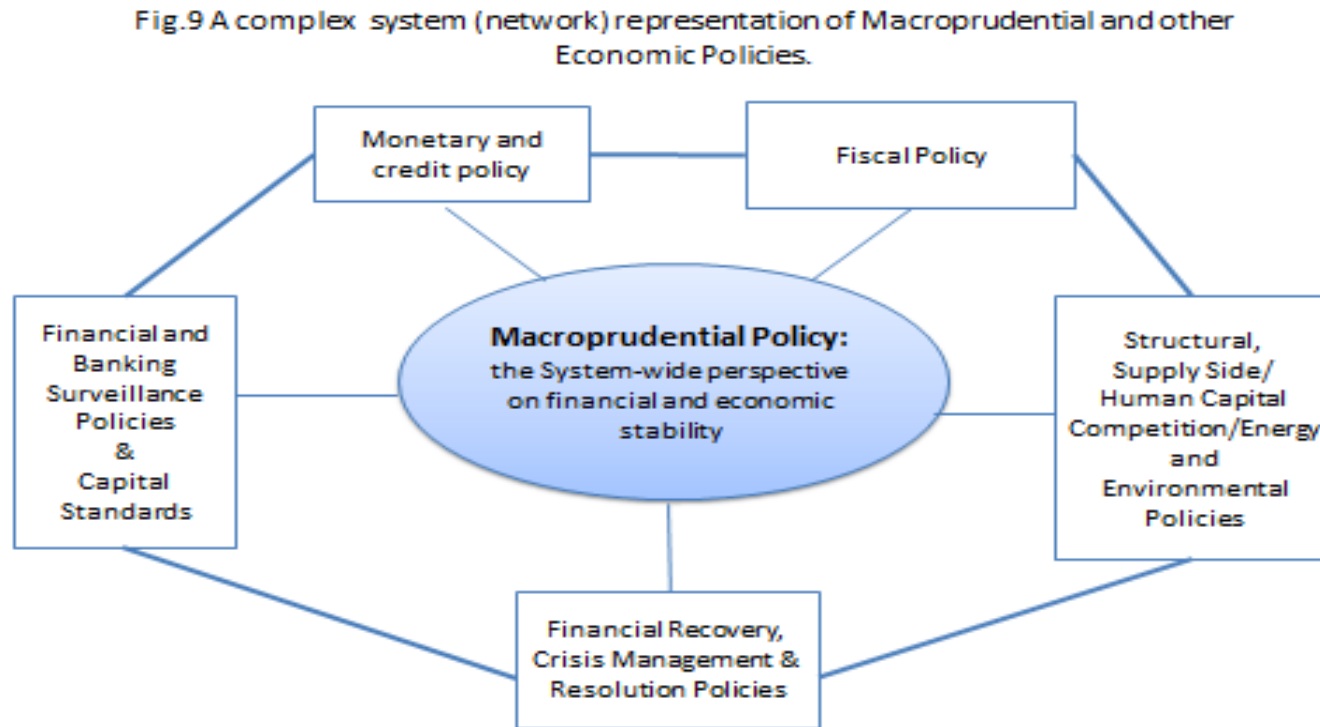 Fig.9 A complex system (network) representation of Macroprudential and other
Economic Policies.
Monetary and
credit policy
Fiscal Policy
Financial and
Banking
Surveillance
Policies
&
Capital
Standards
Macroprudential Policy:
the System-wide perspective
on financial and economic
stability
Structural,
Supply Side/
Human Capital
Competition/Energy
and
Environmental
Policies
Financial Recovery,
Crisis Management &
Resolution Policies